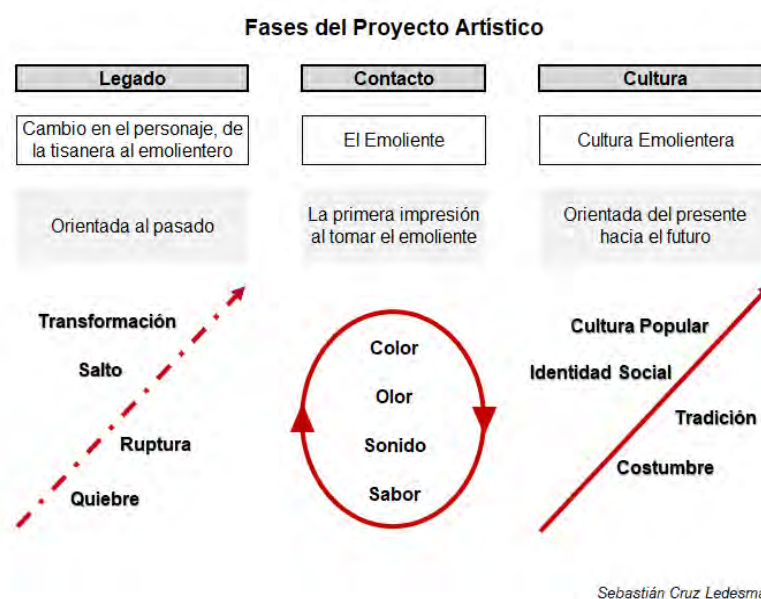 Fases del Proyecto Artístico
Legado
Cambio en el personaje, de
la tisanera al emolientero
Orientada al pasado
Transformación
Salto
Ruptura
Quiebre
Contacto
El Emoliente
La primera impresión
al tomar el emoliente
Color
Olor
Sonido
Sabor
Cultura
Cultura Emolientera
Orientada del presente
hacia el futuro
Cultura Popular
Identidad Social
Tradición
Costumbre
Sebastián Cruz Ledesma